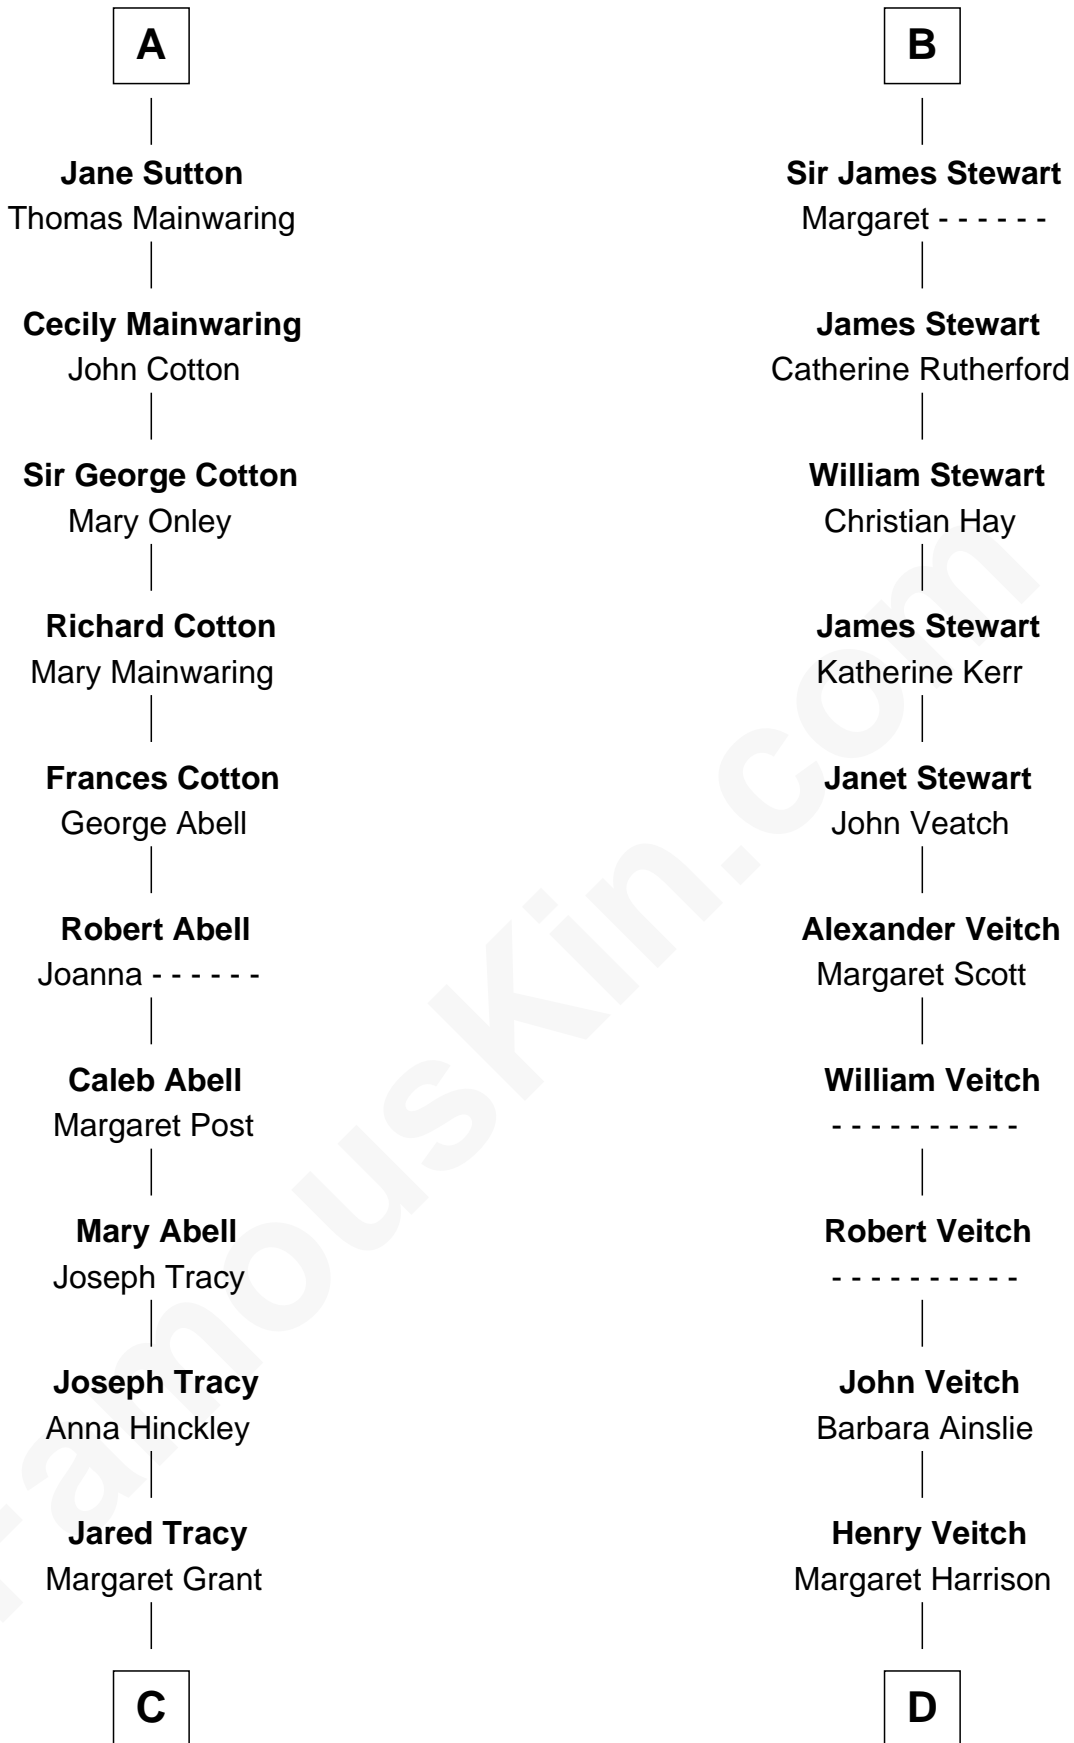 A
Jane Sutton
Thomas Mainwaring
Cecily Mainwaring
John Cotton
Sir George Cotton
Mary Onley
Richard Cotton
Mary Mainwaring
Frances Cotton
George Abell
Robert Abell
Joanna - - - - - -
Caleb Abell
Margaret Post
Mary Abell
Joseph Tracy
Joseph Tracy
Anna Hinckley
Jared Tracy
Margaret Grant
C
B
Sir James Stewart
Margaret - - - - - -
James Stewart
Catherine Rutherford
William Stewart
Christian Hay
James Stewart
Katherine Kerr
Janet Stewart
John Veatch
Alexander Veitch
Margaret Scott
William Veitch
- - - - - - - - - -
Robert Veitch
- - - - - - - - - -
John Veitch
Barbara Ainslie
Henry Veitch
Margaret Harrison
D
FamousKin.com